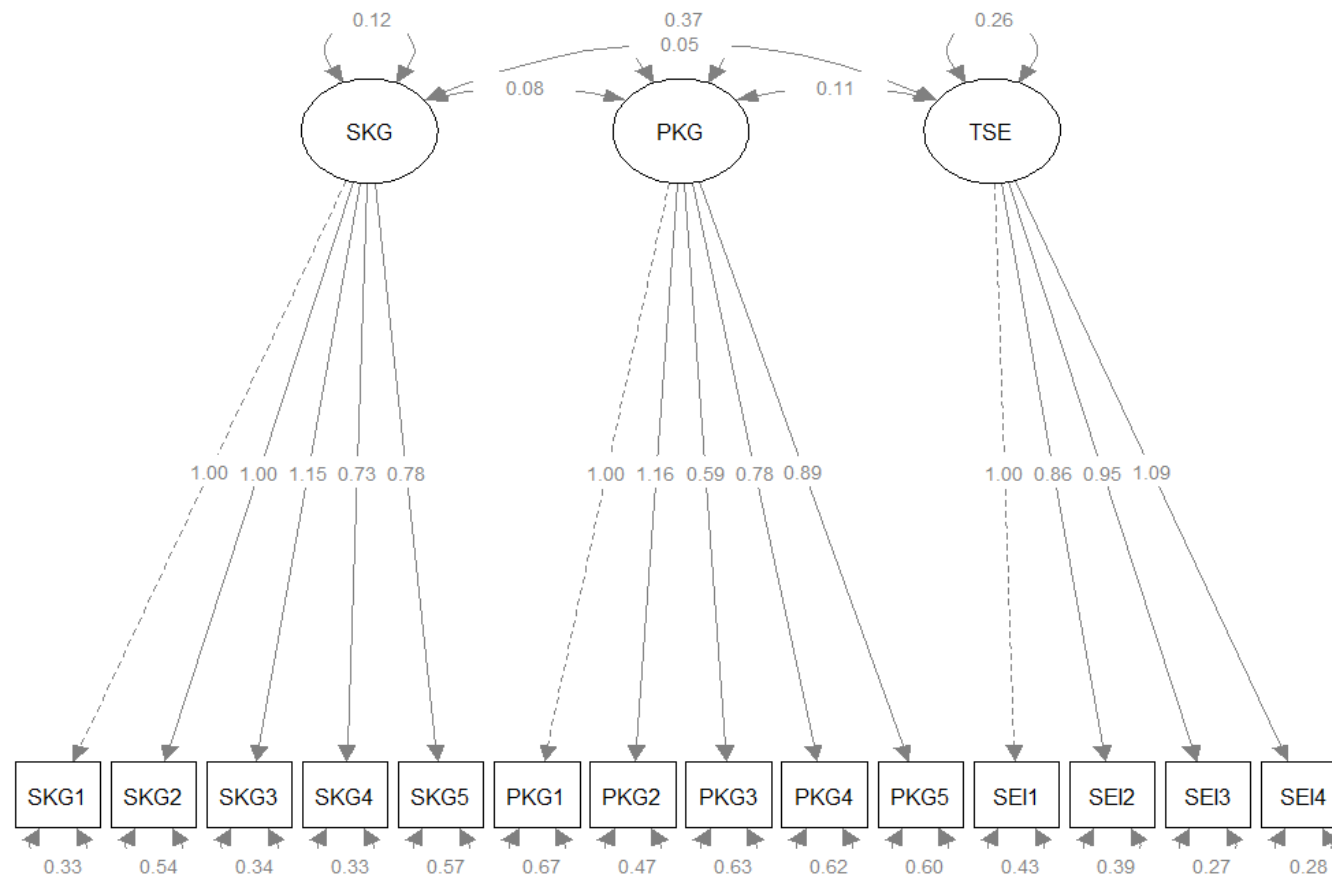 0.12 0.37 0.26
0.05
0.08 0.11
SKG PKG TSE
1.00 1.00 1.15 0.73 0.78 1.00 1.16 0.59 0.78 0.89 1.00 0.86 0.95 1.09
SKG1 SKG2 SKG3 SKG4 SKG5 PKG1 PKG2 PKG3 PKG4 PKG5 SEI1 SEI2 SEI3 SEI4
0.33 0.54 0.34 0.33 0.57 0.67 0.47 0.63 0.62 0.60 0.43 0.39 0.27 0.28